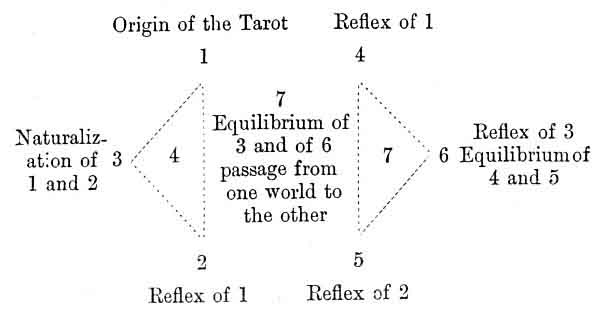 Origin of the Tarot
1
Reflex of 1
4
Naturaliz-
ation of 3
1 and 2
4
7
Equilibrium of
3 and of 6
passage from
one world to
the other
7
Reflex of 3
6 Equilibrium of
4 and 5
2
Reflex of 1
5
Reflex of 2